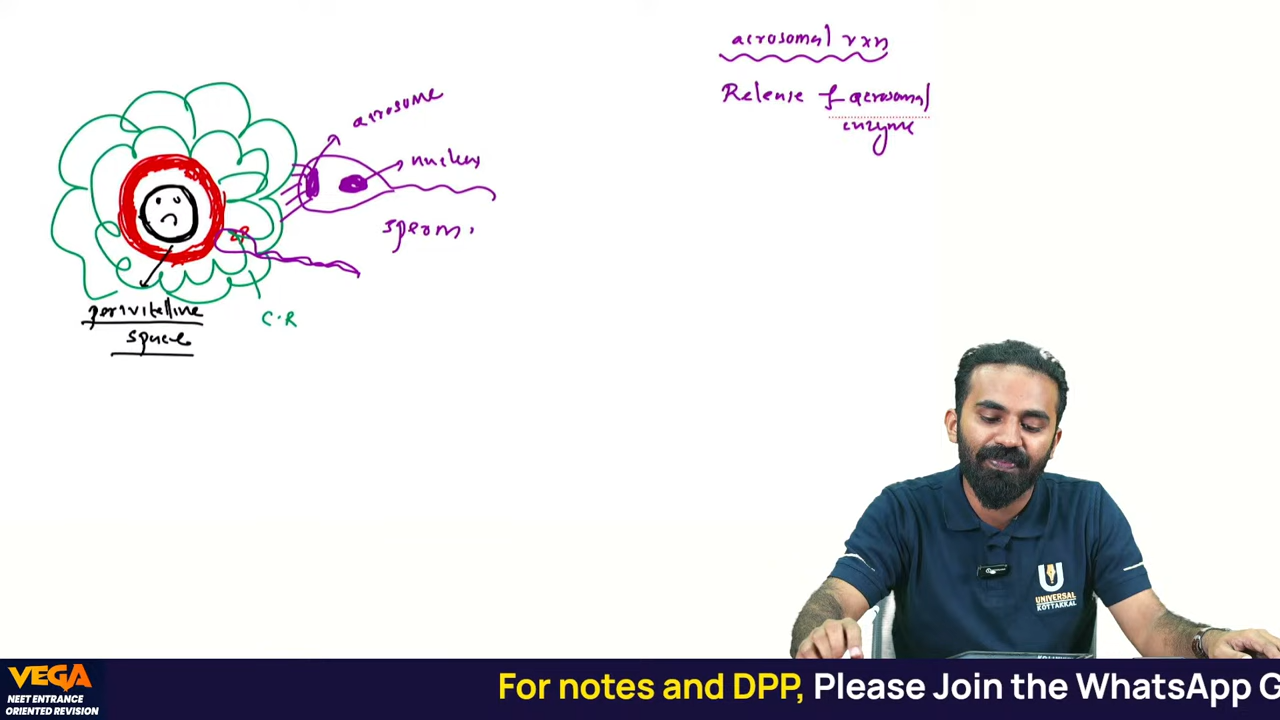 acrosomal rxn
Release of acrosomal
enzyme
acrosome
nucleus
sperm
ZP
perivitelline
space
C.R
UNIVERSAL
KOTTAKKAL
VEGA
NEET ENTRANCE
ORIENTED REVISION
For notes and DPP, Please Join the WhatsApp G